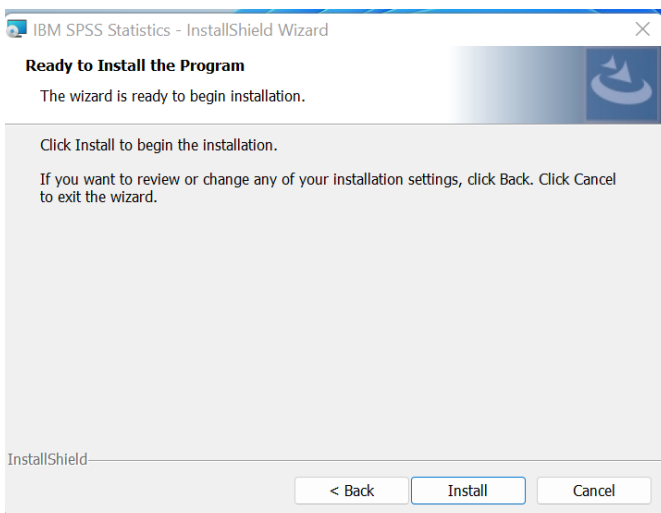 IBM SPSS Statistics - InstallShield Wizard
Ready to Install the Program
The wizard is ready to begin installation.
Click Install to begin the installation.
If you want to review or change any of your installation settings, click Back. Click Cancel
to exit the wizard.
InstallShield
< Back
Install
Cancel